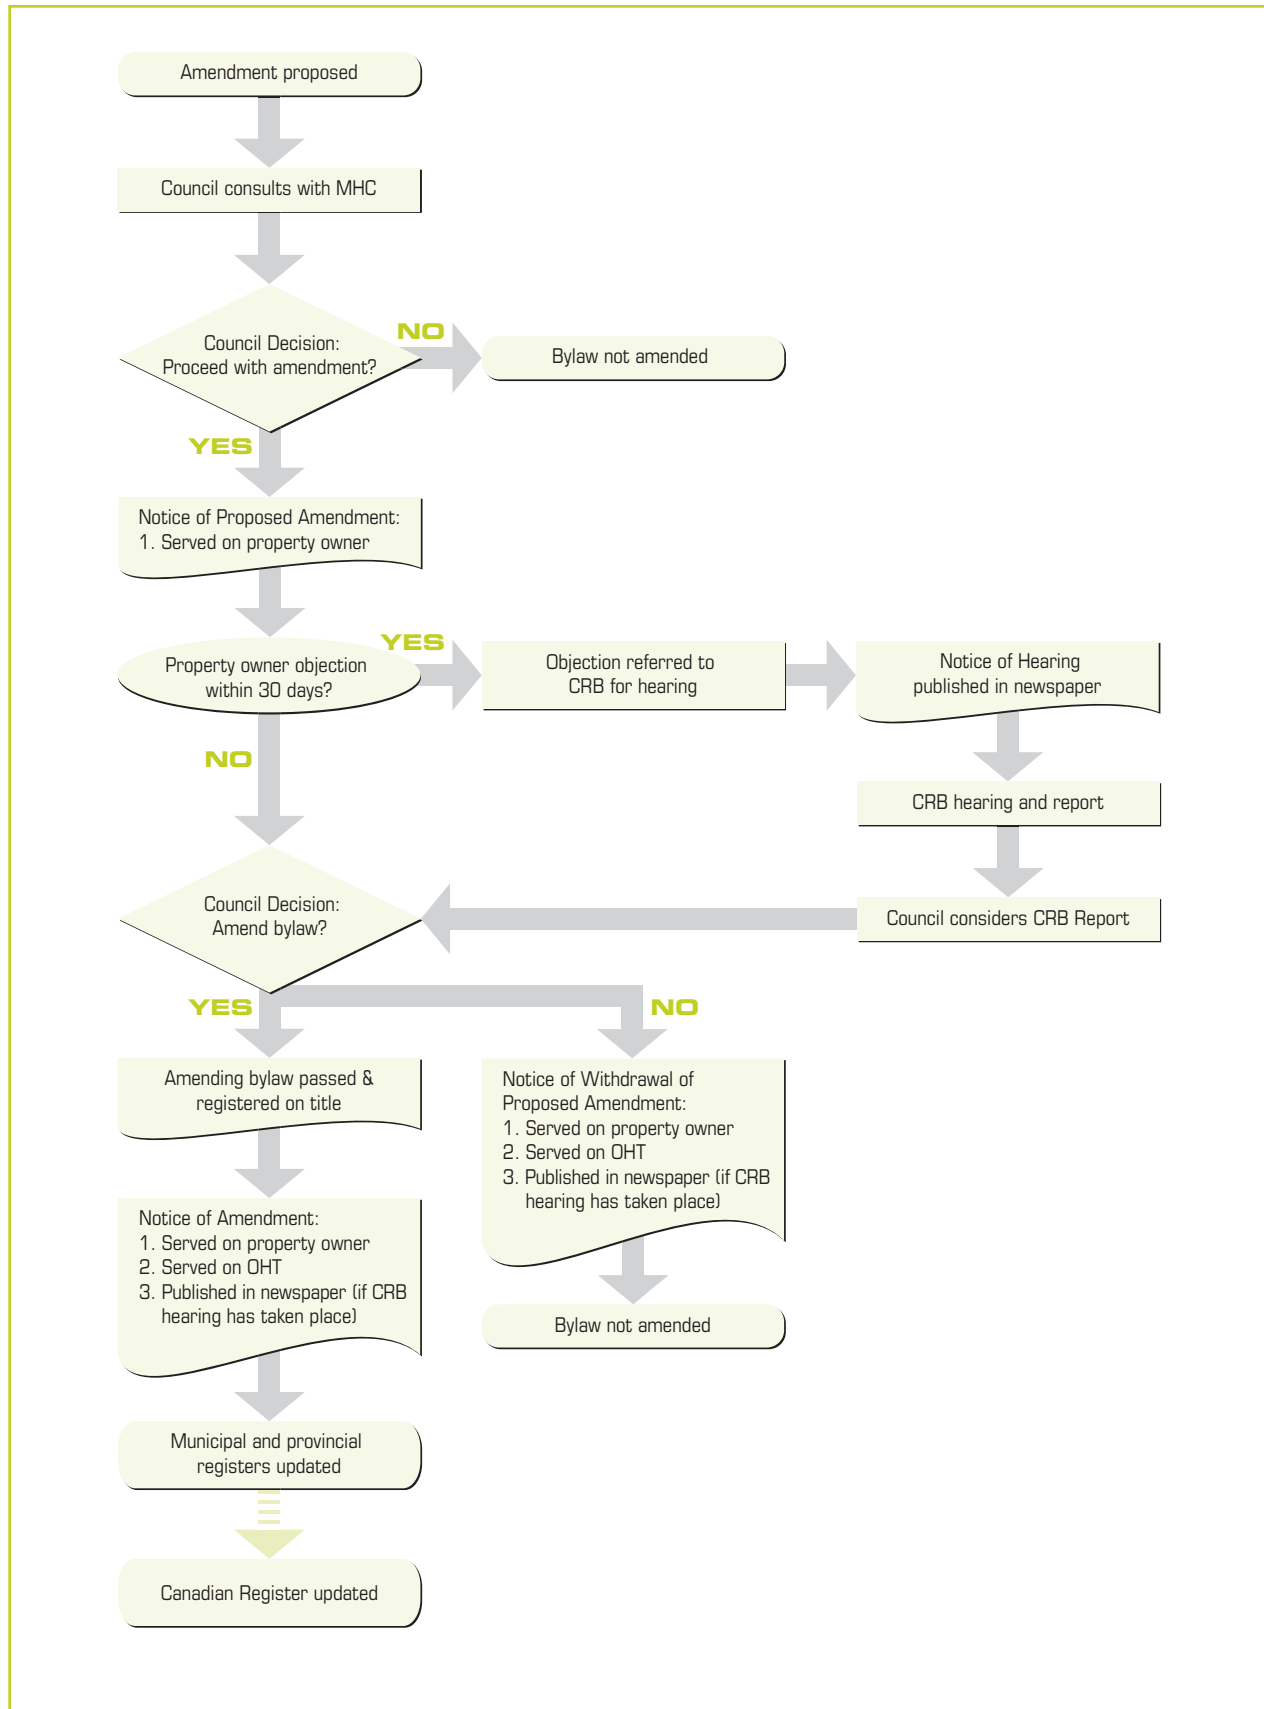 Amendment proposed
Council consults with MHC
Council Decision:
Proceed with amendment?
NO
Bylaw not amended
YES
Notice of Proposed Amendment:
1. Served on property owner
Property owner objection
within 30 days?
YES
Objection referred to
CRB for hearing
Notice of Hearing
published in newspaper
NO
CRB hearing and report
Council considers CRB Report
Council Decision:
Amend bylaw?
YES
NO
Amending bylaw passed &
registered on title
Notice of Withdrawal of
Proposed Amendment:
1. Served on property owner
2. Served on OHT
3. Published in newspaper (if CRB
hearing has taken place)
Notice of Amendment:
1. Served on property owner
2. Served on OHT
3. Published in newspaper (if CRB
hearing has taken place)
Bylaw not amended
Municipal and provincial
registers updated
Canadian Register updated